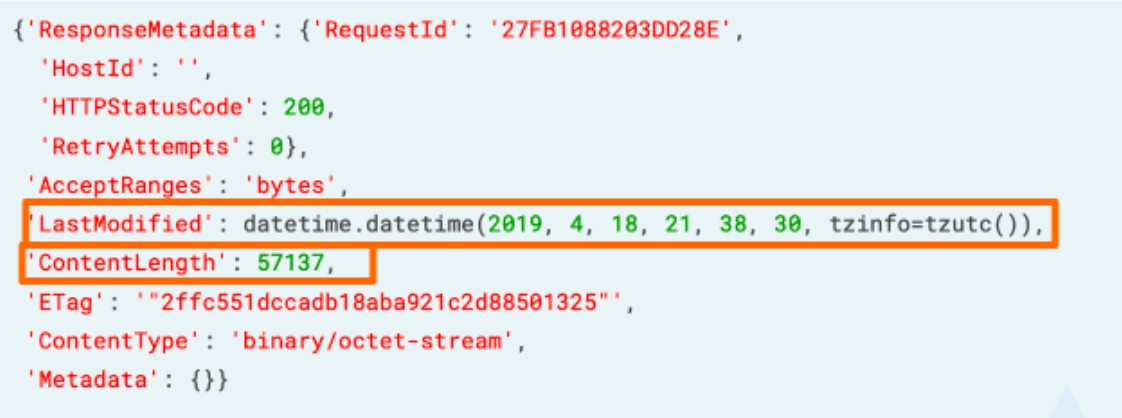 {'ResponseMetadata': {'RequestId': '27FB1088203DD28E',
'HostId': '',
'HTTPStatusCode': 200,
'RetryAttempts': 0},
'AcceptRanges': 'bytes',
'LastModified': datetime.datetime(2019, 4, 18, 21, 38, 30, tzinfo=tzutc()),
'ContentLength': 57137,
'ETag': '"2ffc551dccadb18aba921c2d88501325"',
'ContentType': 'binary/octet-stream',
'Metadata': {}}